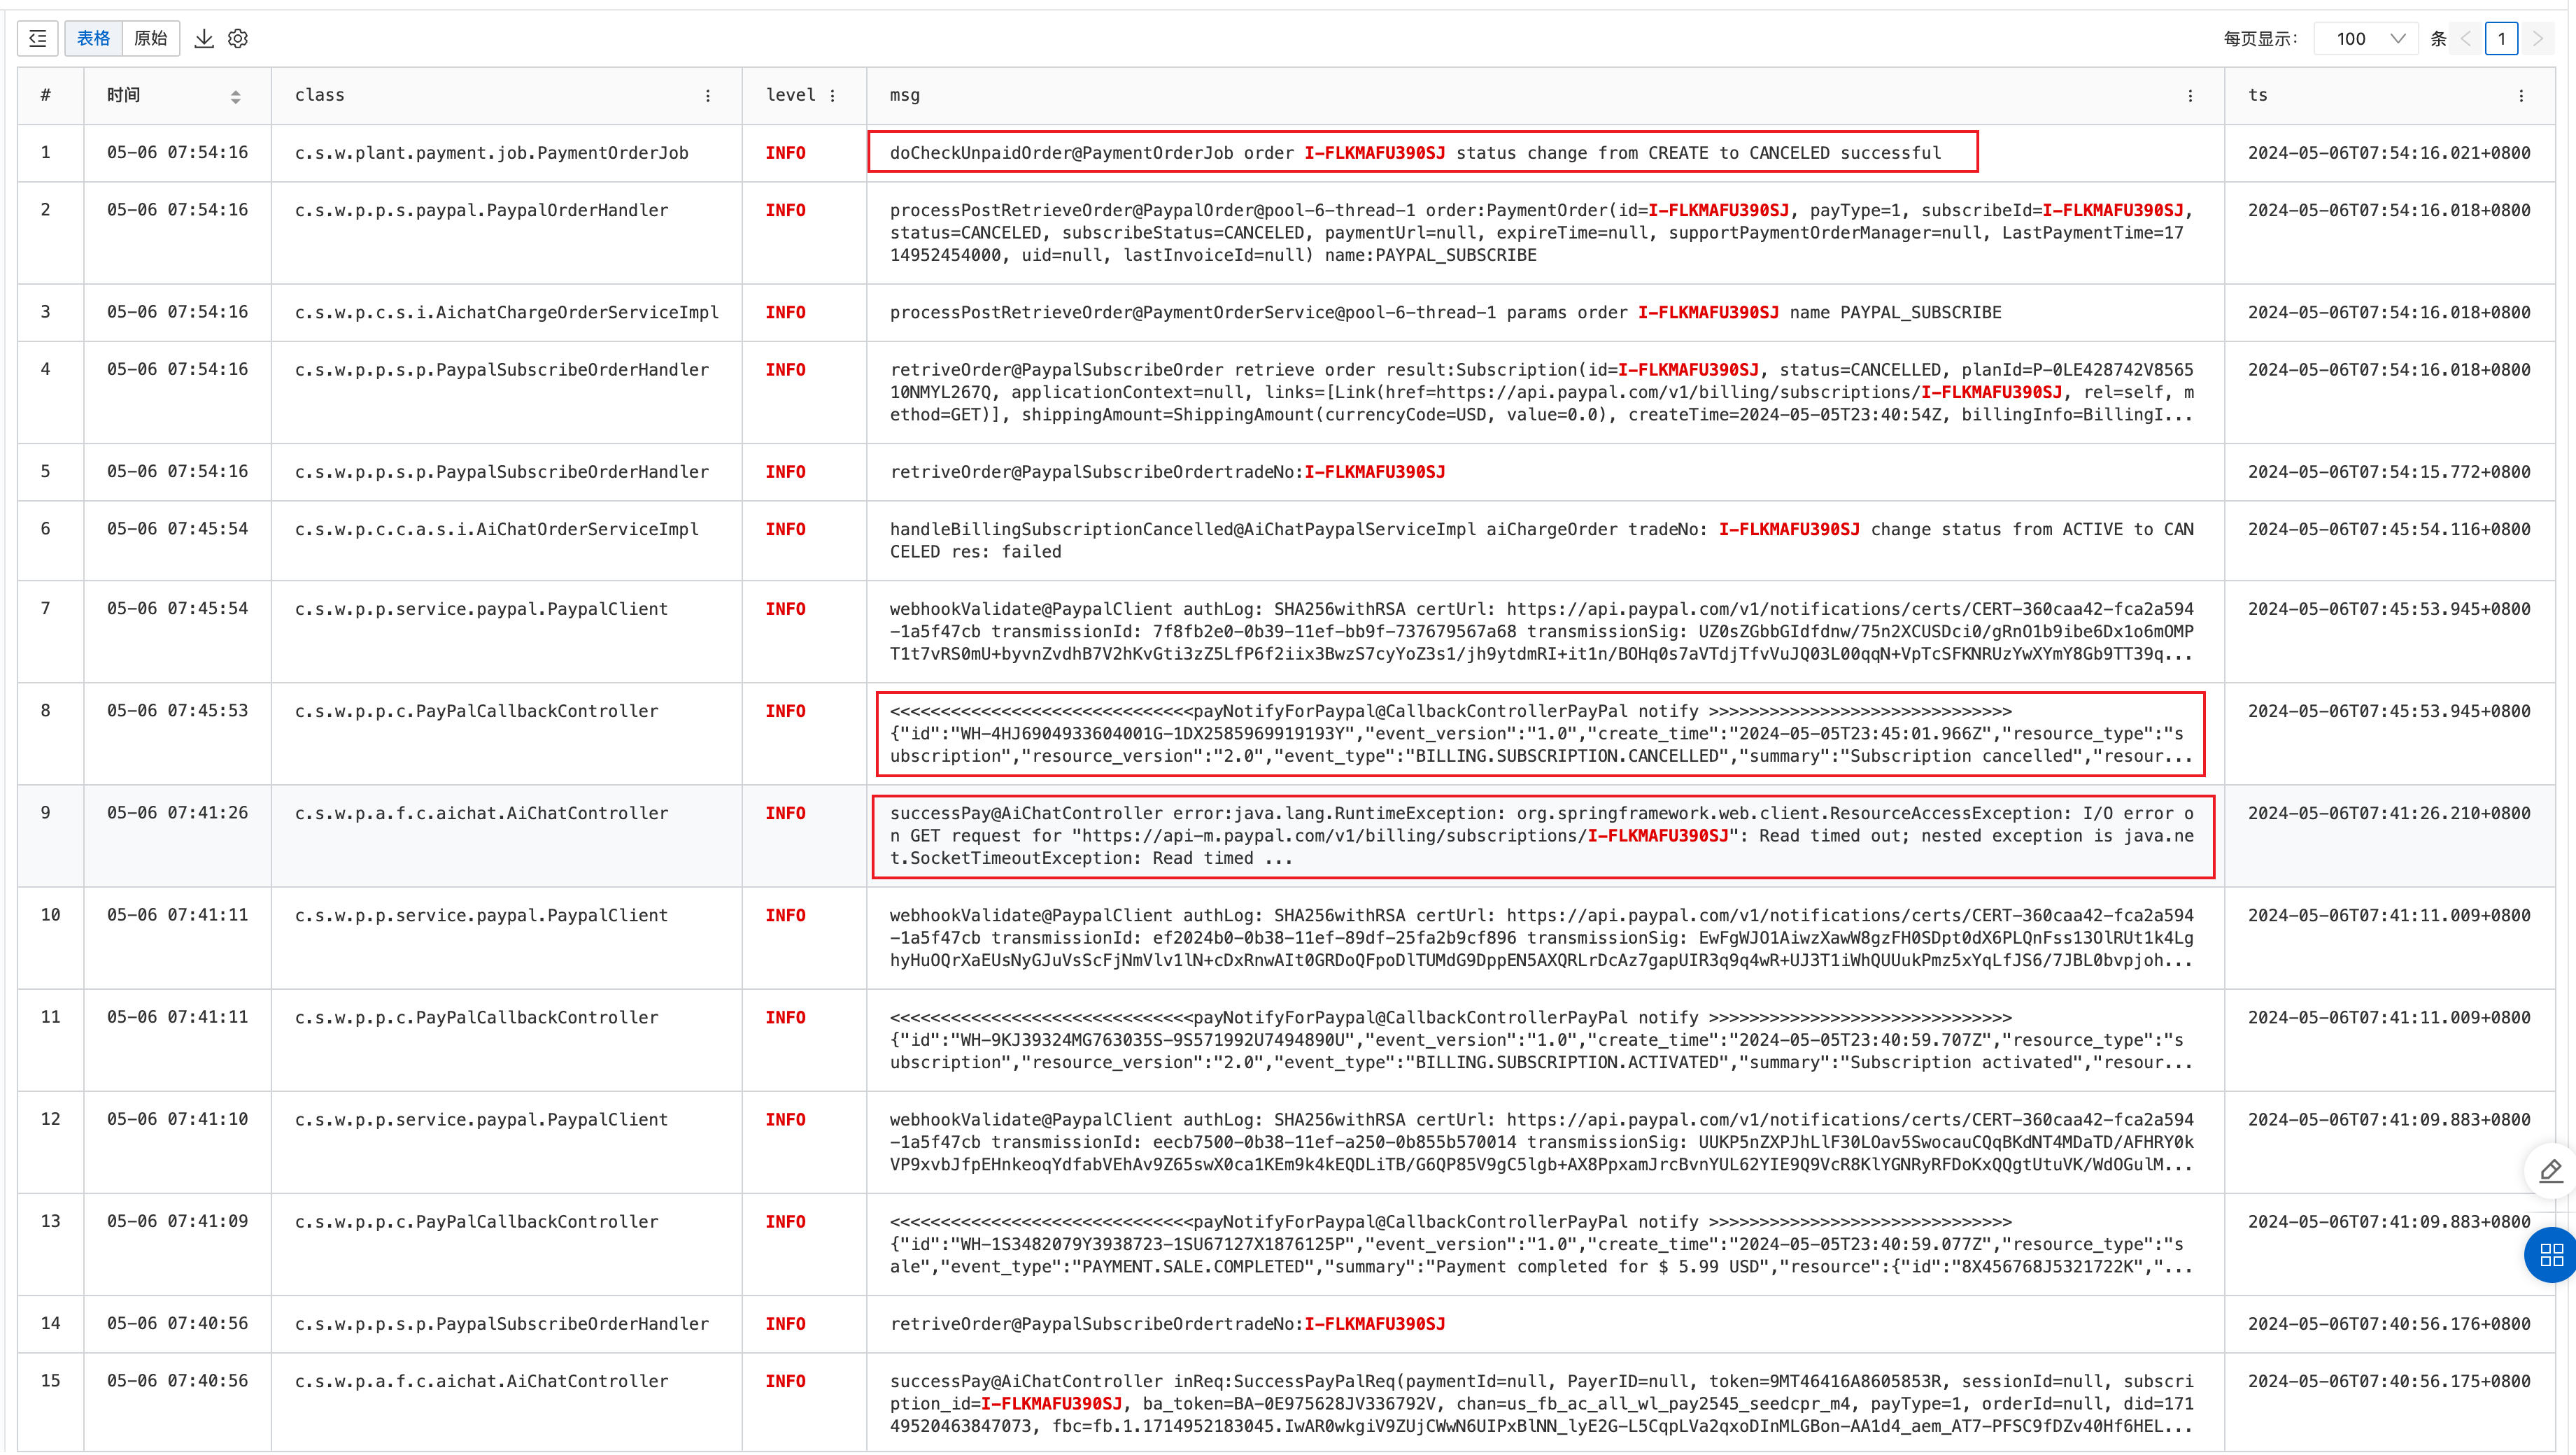 表格 原始 每页显示: 100 条 1
# 时间 class level msg ts
1 05-06 07:54:16 c.s.w.plant.payment.job.PaymentOrderJob INFO doCheckUnpaidOrder@PaymentOrderJob order I-FLKMAFU390SJ status change from CREATE to CANCELED successful 2024-05-06T07:54:16.021+0800
2 05-06 07:54:16 c.s.w.p.p.s.paypal.PaypalOrderHandler INFO processPostRetrieveOrder@PaypalOrder@pool-6-thread-1 order:PaymentOrder(id=I-FLKMAFU390SJ, payType=1, subscribeId=I-FLKMAFU390SJ, 2024-05-06T07:54:16.018+0800
status=CANCELED, subscribeStatus=CANCELED, paymentUrl=null, expireTime=null, supportPaymentOrderManager=null, LastPaymentTime=17
14952454000, uid=null, lastInvoiceId=null) name:PAYPAL_SUBSCRIBE
3 05-06 07:54:16 c.s.w.p.c.s.i.AichatChargeOrderServiceImpl INFO processPostRetrieveOrder@PaymentOrderService@pool-6-thread-1 params order I-FLKMAFU390SJ name PAYPAL_SUBSCRIBE 2024-05-06T07:54:16.018+0800
4 05-06 07:54:16 c.s.w.p.p.s.p.PaypalSubscribeOrderHandler INFO retriveOrder@PaypalSubscribeOrder retrieve order result:Subscription(id=I-FLKMAFU390SJ, status=CANCELLED, planId=P-0LE428742V8565 2024-05-06T07:54:16.018+0800
10NMYL267Q, applicationContext=null, links=[Link(href=https://api.paypal.com/v1/billing/subscriptions/I-FLKMAFU390SJ, rel=self, m
ethod=GET)], shippingAmount=ShippingAmount(currencyCode=USD, value=0.0), createTime=2024-05-05T23:40:54Z, billingInfo=BillingI...
5 05-06 07:54:16 c.s.w.p.p.s.p.PaypalSubscribeOrderHandler INFO retriveOrder@PaypalSubscribeOrdertradeNo:I-FLKMAFU390SJ 2024-05-06T07:54:15.772+0800
6 05-06 07:45:54 c.s.w.p.c.c.a.s.i.AiChatOrderServiceImpl INFO handleBillingSubscriptionCancelled@AiChatPaypalServiceImpl aiChargeOrder tradeNo: I-FLKMAFU390SJ change status from ACTIVE to CAN 2024-05-06T07:45:54.116+0800
CELED res: failed
7 05-06 07:45:54 c.s.w.p.p.service.paypal.PaypalClient INFO webhookValidate@PaypalClient authLog: SHA256withRSA certUrl: https://api.paypal.com/v1/notifications/certs/CERT-360caa42-fca2a594 2024-05-06T07:45:53.945+0800
-1a5f47cb transmissionId: 7f8fb2e0-0b39-11ef-bb9f-737679567a68 transmissionSig: UZ0sZGbbGIdfdnw/75n2XCUSDci0/gRnO1b9ibe6Dx1o6mOMP
T1t7vRS0mU+byvnZvdhB7V2hKvGti3zZ5LfP6f2iix3BwzS7cyYoZ3s1/jh9ytdmRI+it1n/BOHq0s7aVTdjTfvVuJQ03L00qqN+VpTcSFKNRUzYwXYmY8Gb9TT39q...
8 05-06 07:45:53 c.s.w.p.p.c.PayPalCallbackController INFO <<<<<<<<<<<<<<<<<<<<<<<<<<<<<<payNotifyForPaypal@CallbackControllerPayPal notify >>>>>>>>>>>>>>>>>>>>>>>>>>>>>> 2024-05-06T07:45:53.945+0800
{"id":"WH-4HJ6904933604001G-1DX2585969919193Y","event_version":"1.0","create_time":"2024-05-05T23:45:01.966Z","resource_type":"s
ubscription","resource_version":"2.0","event_type":"BILLING.SUBSCRIPTION.CANCELLED","summary":"Subscription cancelled","resour...
9 05-06 07:41:26 c.s.w.p.a.f.c.aichat.AiChatController INFO successPay@AiChatController error:java.lang.RuntimeException: org.springframework.web.client.ResourceAccessException: I/O error o 2024-05-06T07:41:26.210+0800
n GET request for "https://api-m.paypal.com/v1/billing/subscriptions/I-FLKMAFU390SJ": Read timed out; nested exception is java.ne
t.SocketTimeoutException: Read timed ...
10 05-06 07:41:11 c.s.w.p.p.service.paypal.PaypalClient INFO webhookValidate@PaypalClient authLog: SHA256withRSA certUrl: https://api.paypal.com/v1/notifications/certs/CERT-360caa42-fca2a594 2024-05-06T07:41:11.009+0800
-1a5f47cb transmissionId: ef2024b0-0b38-11ef-89df-25fa2b9cf896 transmissionSig: EwFgWJO1AiwzXawW8gzFH0SDpt0dX6PLQnFss13OlRUt1k4Lg
hyHuOQrXaEUsNyGJuVsScFjNmVlv1lN+cDxRnwAIt0GRDoQFpoDlTUMdG9DppEN5AXQRLrDcAz7gapUIR3q9q4wR+UJ3T1iWhQUUukPmz5xYqLfJS6/7JBL0bvpjoh...
11 05-06 07:41:11 c.s.w.p.p.c.PayPalCallbackController INFO <<<<<<<<<<<<<<<<<<<<<<<<<<<<<<payNotifyForPaypal@CallbackControllerPayPal notify >>>>>>>>>>>>>>>>>>>>>>>>>>>>>> 2024-05-06T07:41:11.009+0800
{"id":"WH-9KJ39324MG763035S-9S571992U7494890U","event_version":"1.0","create_time":"2024-05-05T23:40:59.707Z","resource_type":"s
ubscription","resource_version":"2.0","event_type":"BILLING.SUBSCRIPTION.ACTIVATED","summary":"Subscription activated","resour...
12 05-06 07:41:10 c.s.w.p.p.service.paypal.PaypalClient INFO webhookValidate@PaypalClient authLog: SHA256withRSA certUrl: https://api.paypal.com/v1/notifications/certs/CERT-360caa42-fca2a594 2024-05-06T07:41:09.883+0800
-1a5f47cb transmissionId: eecb7500-0b38-11ef-a250-0b855b570014 transmissionSig: UUKP5nZXPJhLlF30LOav5SwocauCQqBKdNT4MDaTD/AFHRY0k
VP9xvbJfpEHnkeoqYdfabVEhAv9Z65swX0ca1KEm9k4kEQDLiTB/G6QP85V9gC5lgb+AX8PpxamJrcBvnYUL62YIE9Q9VcR8KlYGNRyRFDoKxQQgtUtuVK/WdOGulM...
13 05-06 07:41:09 c.s.w.p.p.c.PayPalCallbackController INFO <<<<<<<<<<<<<<<<<<<<<<<<<<<<<<payNotifyForPaypal@CallbackControllerPayPal notify >>>>>>>>>>>>>>>>>>>>>>>>>>>>>> 2024-05-06T07:41:09.883+0800
{"id":"WH-1S3482079Y3938723-1SU67127X1876125P","event_version":"1.0","create_time":"2024-05-05T23:40:59.077Z","resource_type":"s
ale","event_type":"PAYMENT.SALE.COMPLETED","summary":"Payment completed for $ 5.99 USD","resource":{"id":"8X456768J5321722K","...
14 05-06 07:40:56 c.s.w.p.p.s.p.PaypalSubscribeOrderHandler INFO retriveOrder@PaypalSubscribeOrdertradeNo:I-FLKMAFU390SJ 2024-05-06T07:40:56.176+0800
15 05-06 07:40:56 c.s.w.p.a.f.c.aichat.AiChatController INFO successPay@AiChatController inReq:SuccessPayPalReq(paymentId=null, PayerID=null, token=9MT46416A8605853R, sessionId=null, subscri 2024-05-06T07:40:56.175+0800
ption_id=I-FLKMAFU390SJ, ba_token=BA-0E975628JV336792V, chan=us_fb_ac_all_wl_pay2545_seedcpr_m4, payType=1, orderId=null, did=171
49520463847073, fbc=fb.1.1714952183045.IwAR0wkgiV9ZUjCWwN6UIPxBlNN_lyE2G-L5CqpLVa2qxoDInMLGBon-AA1d4_aem_AT7-PFSC9fDZv40Hf6HEL...